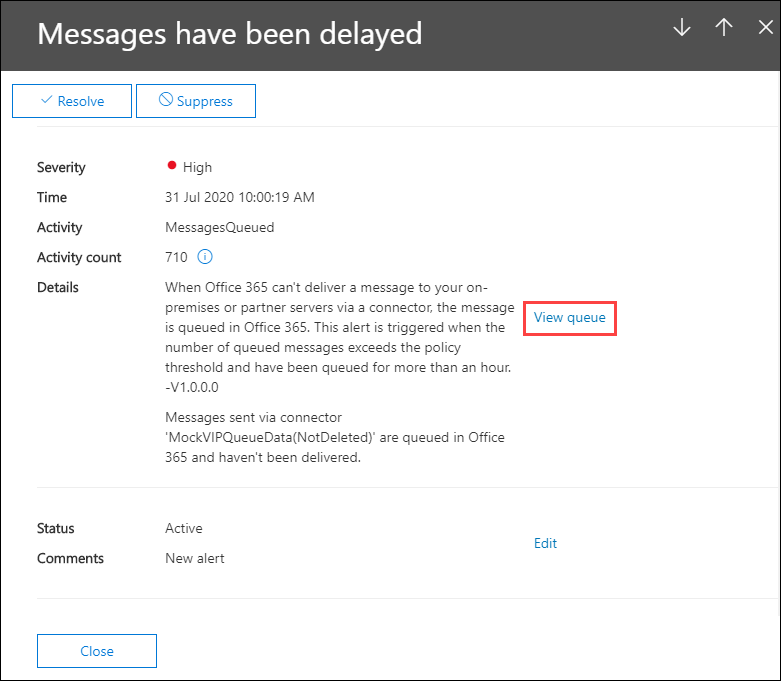 Messages have been delayed
Resolve
Suppress
Severity
High
Time
31 Jul 2020 10:00:19 AM
Activity
MessagesQueued
Activity count
710
Details
When Office 365 can't deliver a message to your on-
premises or partner servers via a connector, the message
is queued in Office 365. This alert is triggered when the
number of queued messages exceeds the policy
threshold and have been queued for more than an hour.
-V1.0.0.0
View queue
Messages sent via connector
'MockVIPQueueData(NotDeleted)' are queued in Office
365 and haven't been delivered.
Status
Active
Comments
New alert
Edit
Close